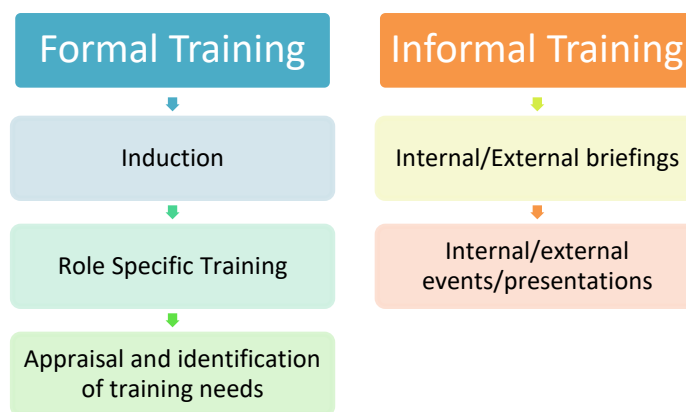 Formal Training
Induction
Role Specific Training
Appraisal and identification
of training needs
Informal Training
Internal/External briefings
Internal/external
events/presentations